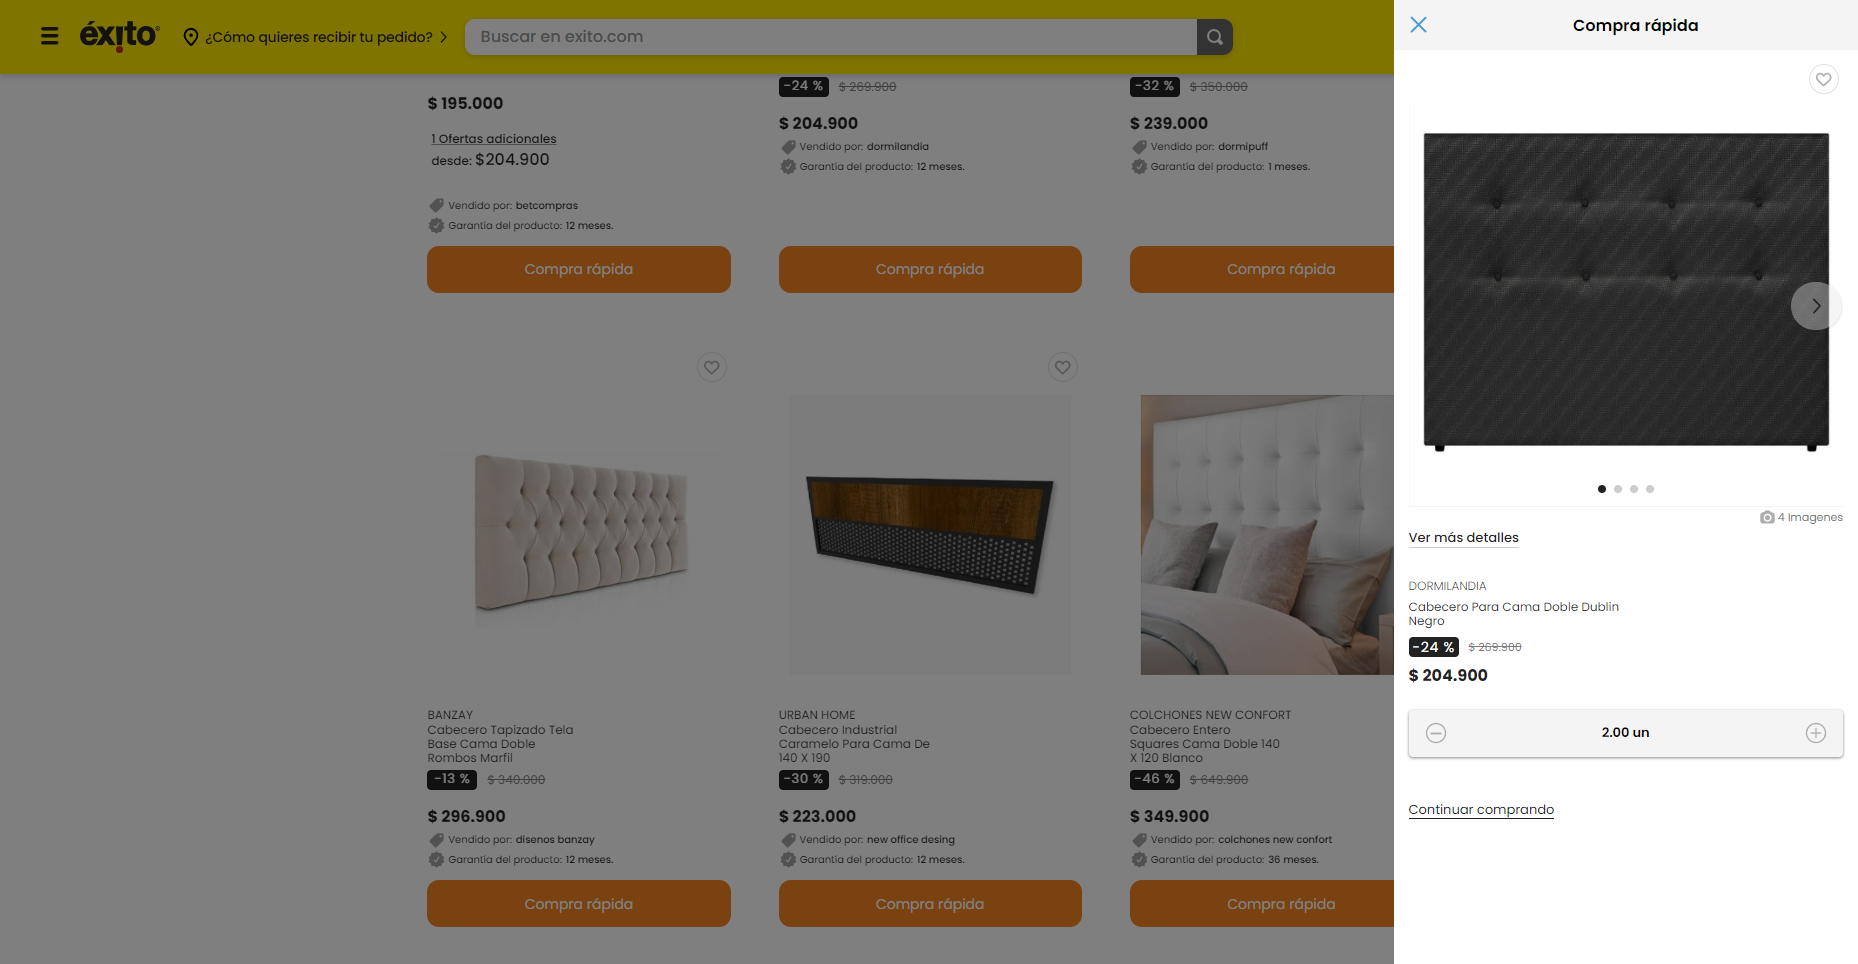 éxito
¿Cómo quieres recibir tu pedido?
Buscar en exito.com
$ 195.000
1 Ofertas adicionales
desde: $204.900
Vendido por: betcompras
Garantía del producto: 12 meses.
Compra rápida
-24 % $ 269.900
$ 204.900
Vendido por: dormilandia
Garantía del producto: 12 meses.
Compra rápida
-32 % $ 350.000
$ 239.000
Vendido por: dormipuff
Garantía del producto: 1 meses.
Compra rápida
BANZAY
Cabecero Tapizado Tela
Base Cama Doble
Rombos Marfil
-13 % $ 340.000
$ 296.900
Vendido por: disenos banzay
Garantía del producto: 12 meses.
Compra rápida
URBAN HOME
Cabecero Industrial
Caramelo Para Cama De
140 X 190
-30 % $ 319.000
$ 223.000
Vendido por: new office desing
Garantía del producto: 12 meses.
Compra rápida
COLCHONES NEW CONFORT
Cabecero Entero
Squares Cama Doble 140
X 120 Blanco
-46 % $ 649.900
$ 349.900
Vendido por: colchones new confort
Garantía del producto: 36 meses.
Compra rápida
Compra rápida
4 Imagenes
Ver más detalles
DORMILANDIA
Cabecero Para Cama Doble Dublin
Negro
-24 % $ 269.900
$ 204.900
2.00 un
Continuar comprando